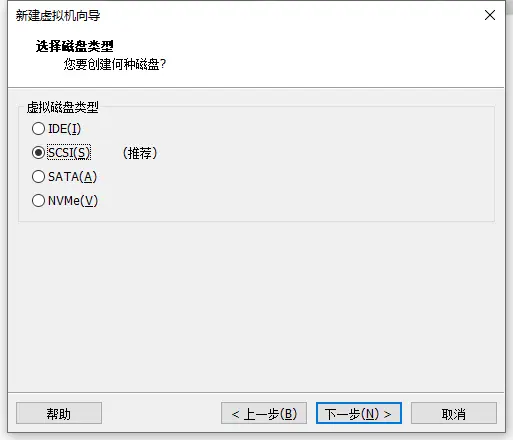 新建虚拟机向导
选择磁盘类型
您要创建何种磁盘?
虚拟磁盘类型
IDE(I)
SCSI(S) （推荐）
SATA(A)
NVMe(V)
帮助 < 上一步(B) 下一步(N) > 取消